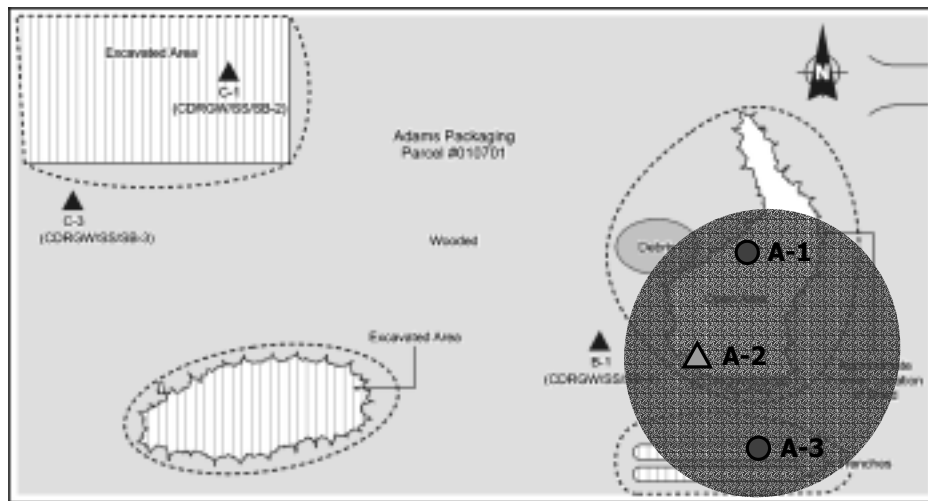 Excavated Area
C-1
(CDRGW/SS/SB-2)
N
Adams Packaging
Parcel #010701
C-3
(CDRGW/SS/SB-3)
Wooded
A-1
Excavated Area
B-1
A-2
A-3